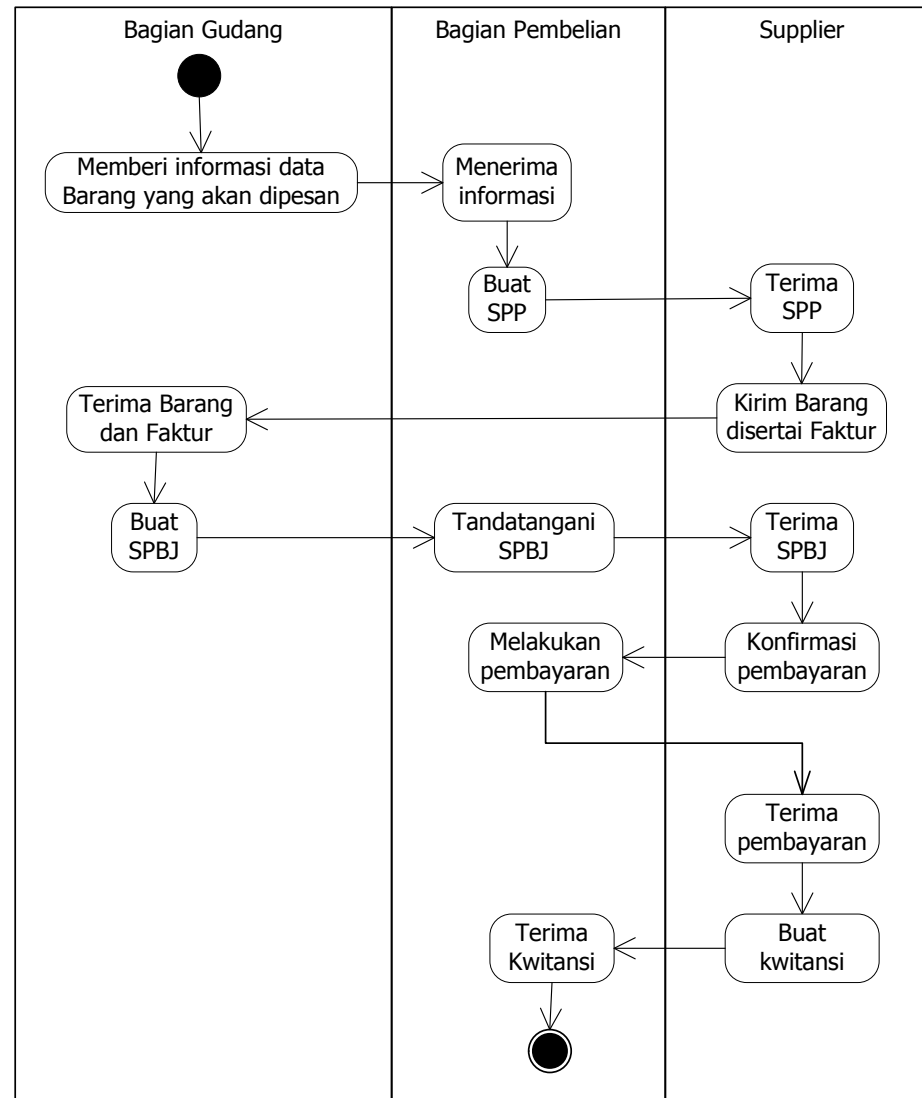 Bagian Gudang
Bagian Pembelian
Supplier
Memberi informasi data
Barang yang akan dipesan
Menerima
informasi
Buat
SPP
Terima
SPP
Kirim Barang
disertai Faktur
Terima Barang
dan Faktur
Buat
SPBJ
Tandatangani
SPBJ
Terima
SPBJ
Konfirmasi
pembayaran
Melakukan
pembayaran
Terima
pembayaran
Buat
kwitansi
Terima
Kwitansi